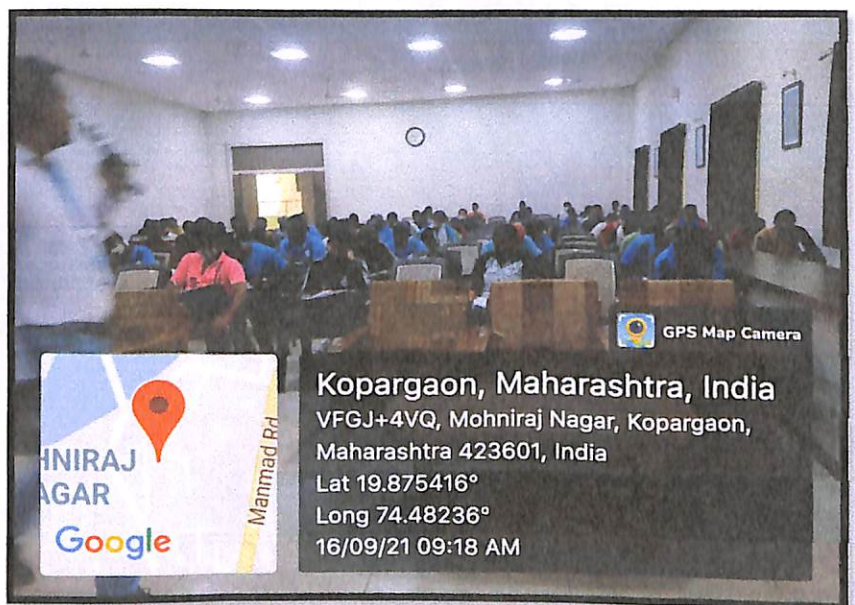 GPS Map Camera
Kopargaon, Maharashtra, India
VFGJ+4VQ, Mohniraj Nagar, Kopargaon,
Maharashtra 423601, India
Lat 19.875416°
Long 74.48236°
16/09/21 09:18 AM
HNIRAJ
AGAR
Manmad Rd
Google